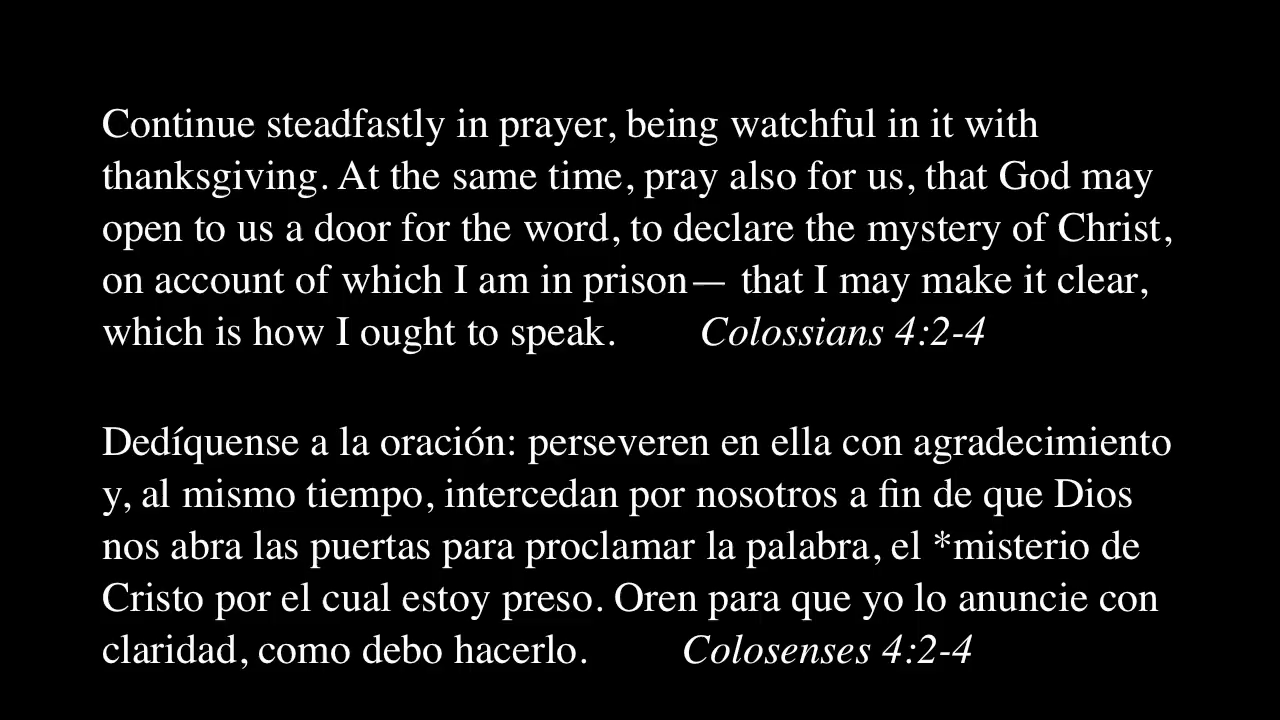 Continue steadfastly in prayer, being watchful in it with
thanksgiving. At the same time, pray also for us, that God may
open to us a door for the word, to declare the mystery of Christ,
on account of which I am in prison— that I may make it clear,
which is how I ought to speak. Colossians 4:2-4
Dedíquense a la oración: perseveren en ella con agradecimiento
y, al mismo tiempo, intercedan por nosotros a fin de que Dios
nos abra las puertas para proclamar la palabra, el *misterio de
Cristo por el cual estoy preso. Oren para que yo lo anuncie con
claridad, como debo hacerlo. Colosenses 4:2-4